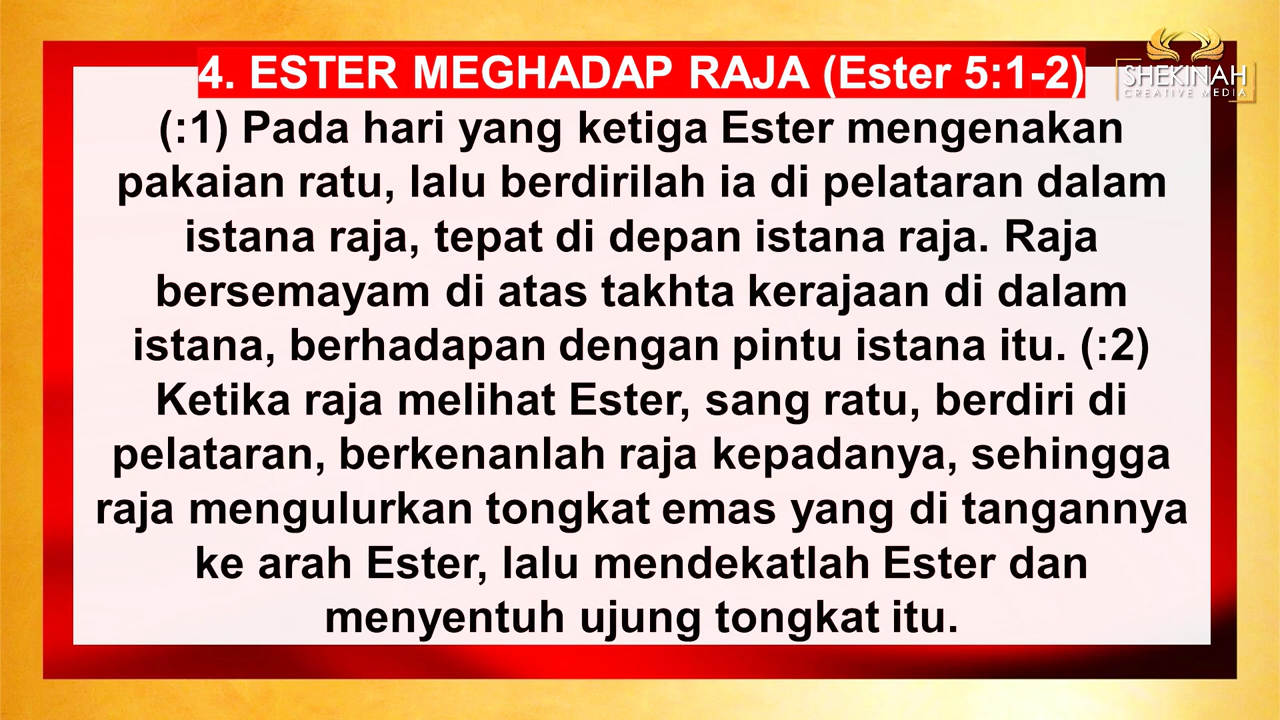 4. ESTER MEGHADAP RAJA (Ester 5:1-2)
SHEKINAH
CREATIVE MEDIA
(:1) Pada hari yang ketiga Ester mengenakan
pakaian ratu, lalu berdirilah ia di pelataran dalam
istana raja, tepat di depan istana raja. Raja
bersemayam di atas takhta kerajaan di dalam
istana, berhadapan dengan pintu istana itu. (:2)
Ketika raja melihat Ester, sang ratu, berdiri di
pelataran, berkenanlah raja kepadanya, sehingga
raja mengulurkan tongkat emas yang di tangannya
ke arah Ester, lalu mendekatlah Ester dan
menyentuh ujung tongkat itu.